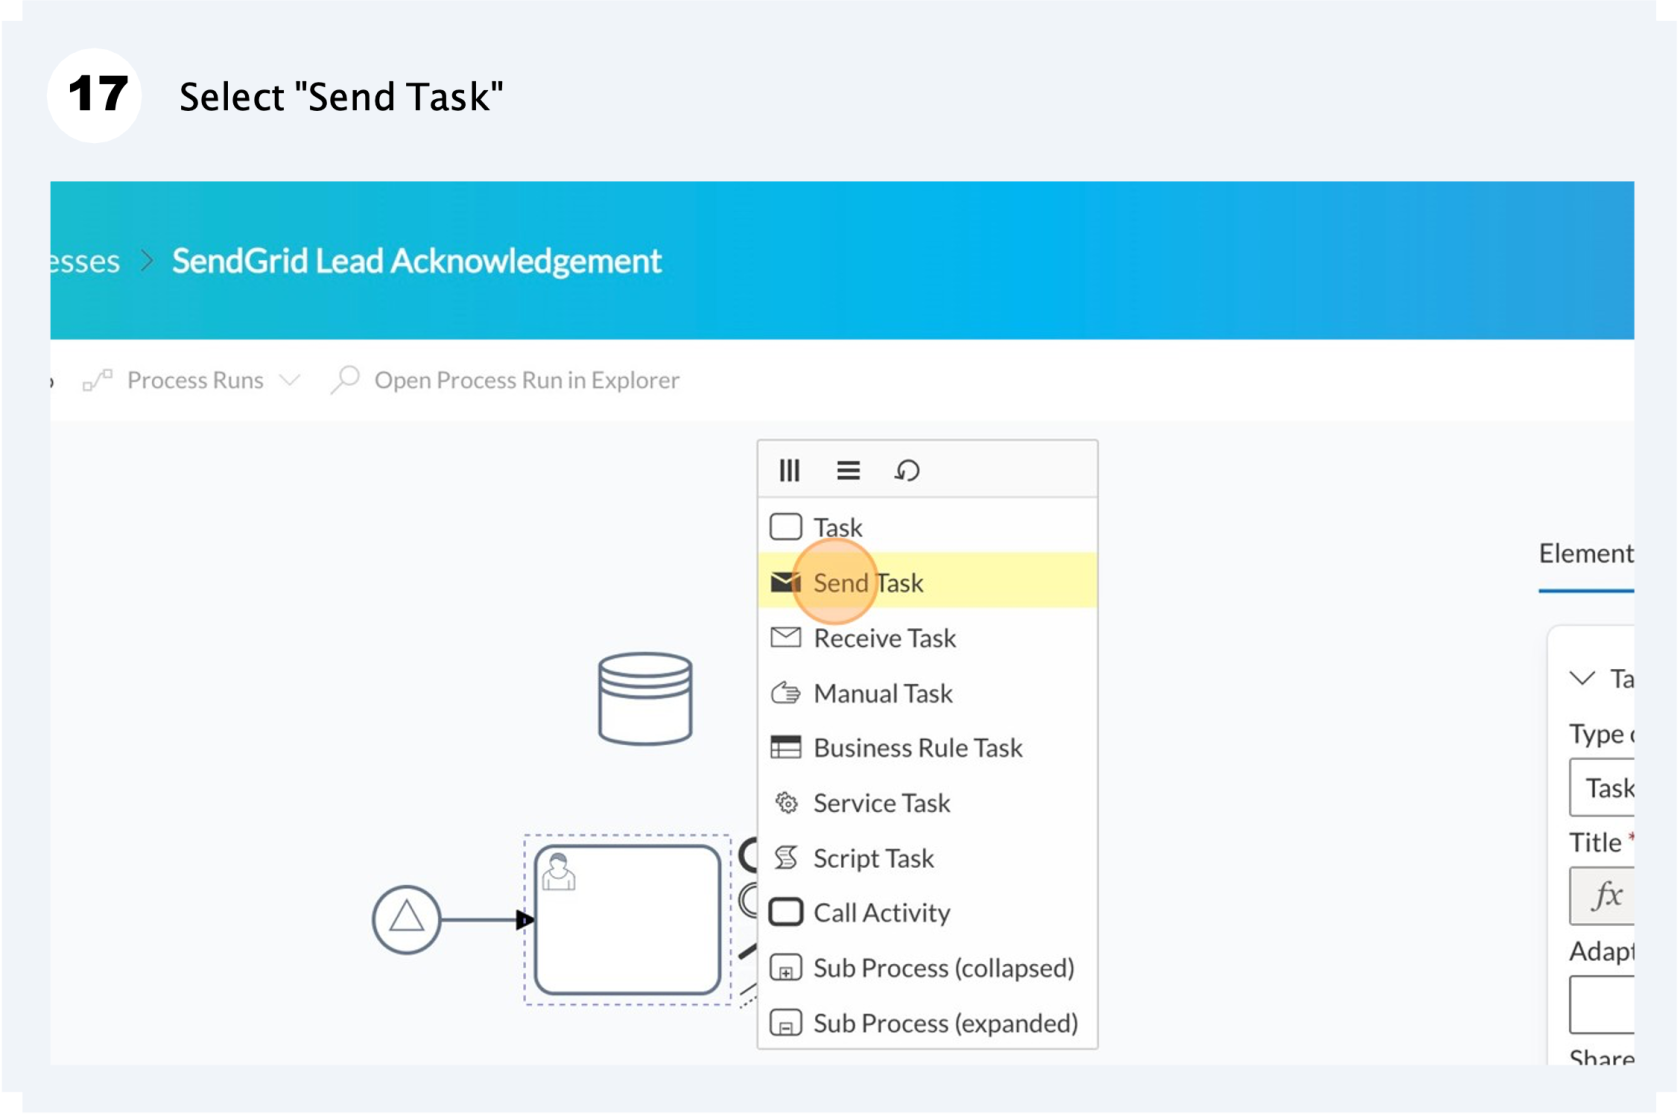 17 Select "Send Task"
esses > SendGrid Lead Acknowledgement
Process Runs Open Process Run in Explorer
Task
Send Task
Receive Task
Manual Task
Business Rule Task
Service Task
Script Task
Call Activity
Sub Process (collapsed)
Sub Process (expanded)
Element
Ta
Type
Task
Title *
fx
Adapt
Share